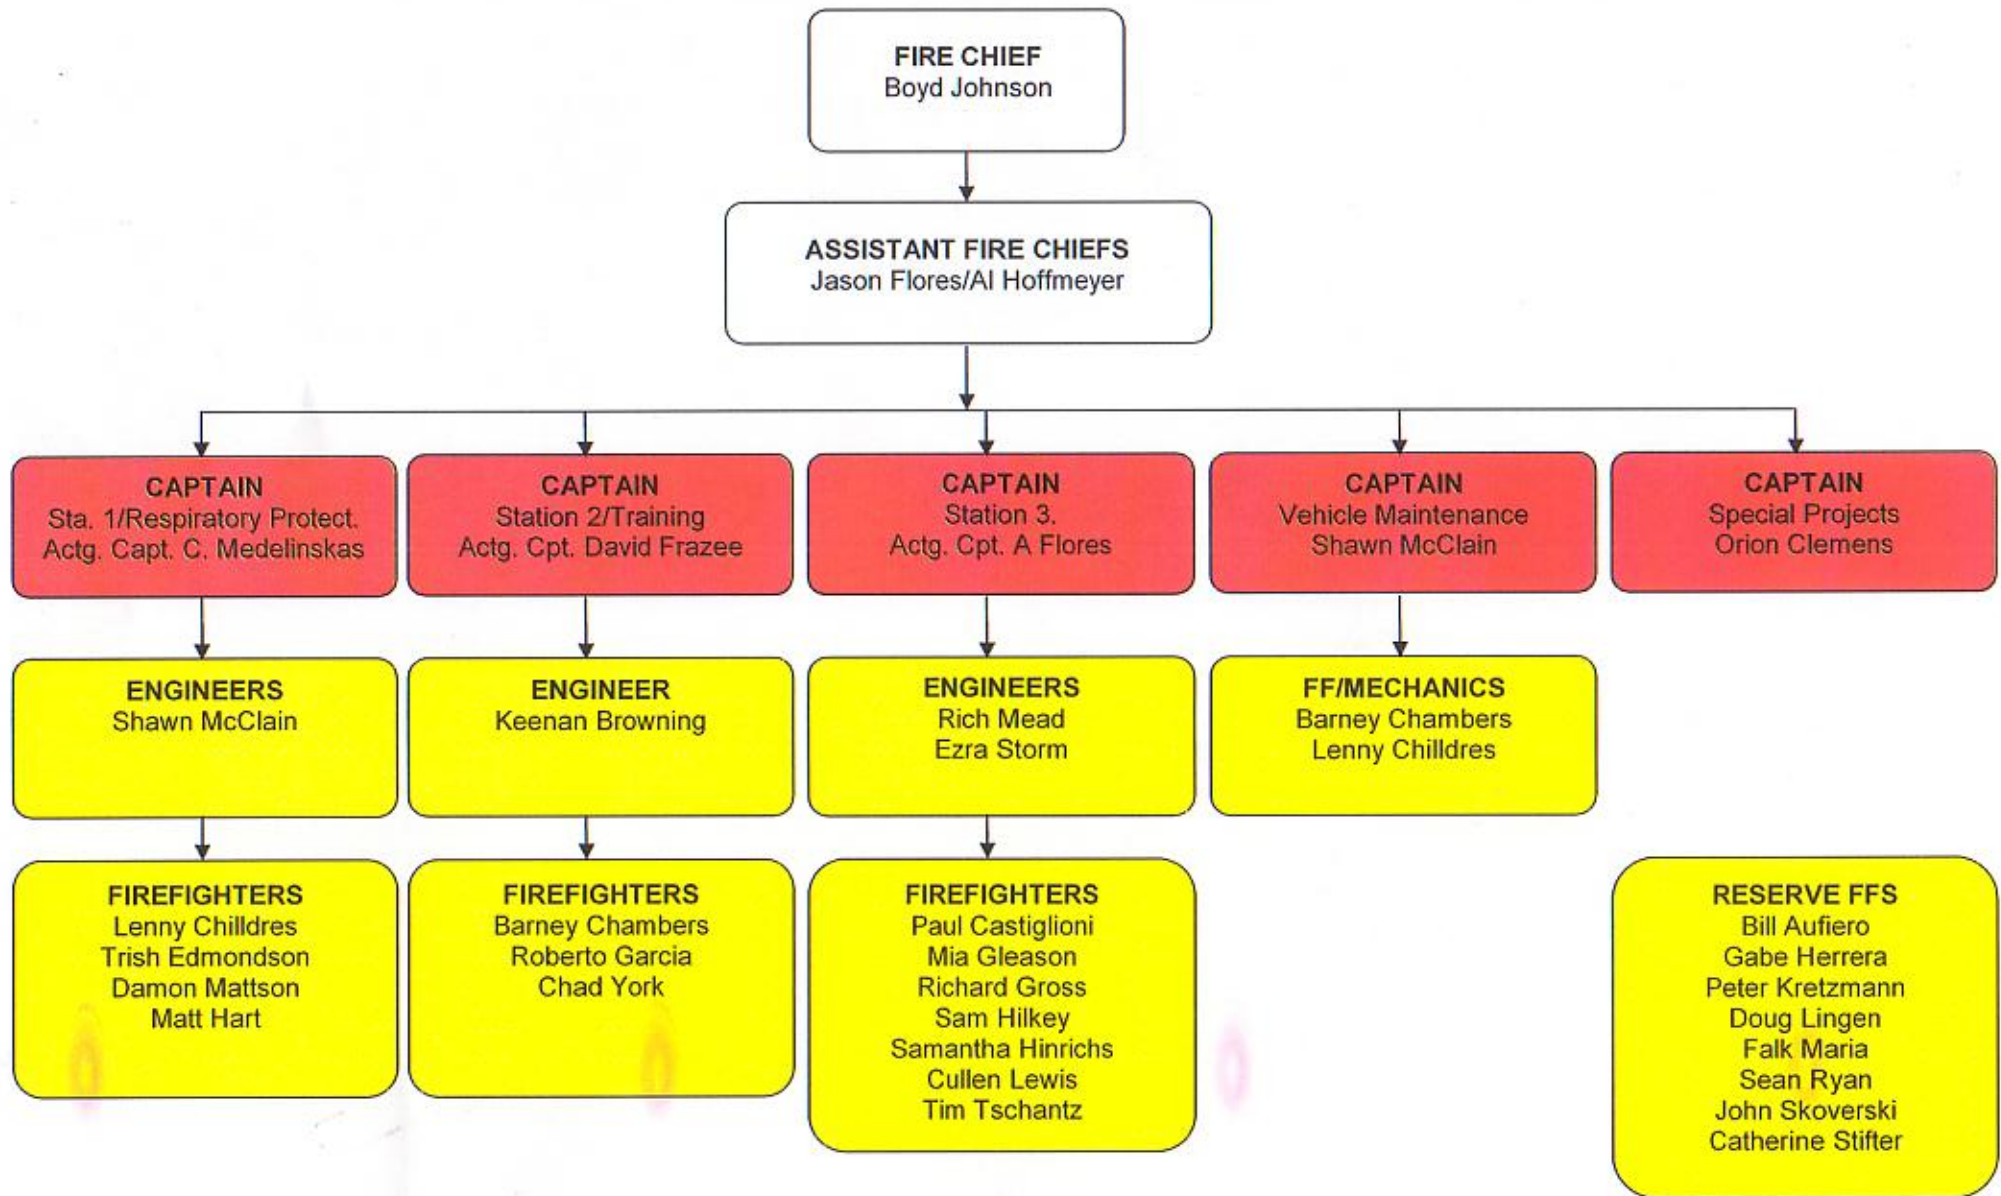 FIRE CHIEF
Boyd Johnson
ASSISTANT FIRE CHIEFS
Jason Flores/Al Hoffmeyer
CAPTAIN
Sta. 1/Respiratory Protect.
Actg. Capt. C. Medelinskas
CAPTAIN
Station 2/Training
Actg. Cpt. David Frazee
CAPTAIN
Station 3.
Actg. Cpt. A Flores
CAPTAIN
Vehicle Maintenance
Shawn McClain
CAPTAIN
Special Projects
Orion Clemens
ENGINEERS
Shawn McClain
ENGINEER
Keenan Browning
ENGINEERS
Rich Mead
Ezra Storm
FF/MECHANICS
Barney Chambers
Lenny Chilldres
FIREFIGHTERS
Lenny Chilldres
Trish Edmondson
Damon Mattson
Matt Hart
FIREFIGHTERS
Barney Chambers
Roberto Garcia
Chad York
FIREFIGHTERS
Paul Castiglioni
Mia Gleason
Richard Gross
Sam Hilkey
Samantha Hinrichs
Cullen Lewis
Tim Tschantz
RESERVE FFS
Bill Aufiero
Gabe Herrera
Peter Kretzmann
Doug Lingen
Falk Maria
Sean Ryan
John Skoverski
Catherine Stifter